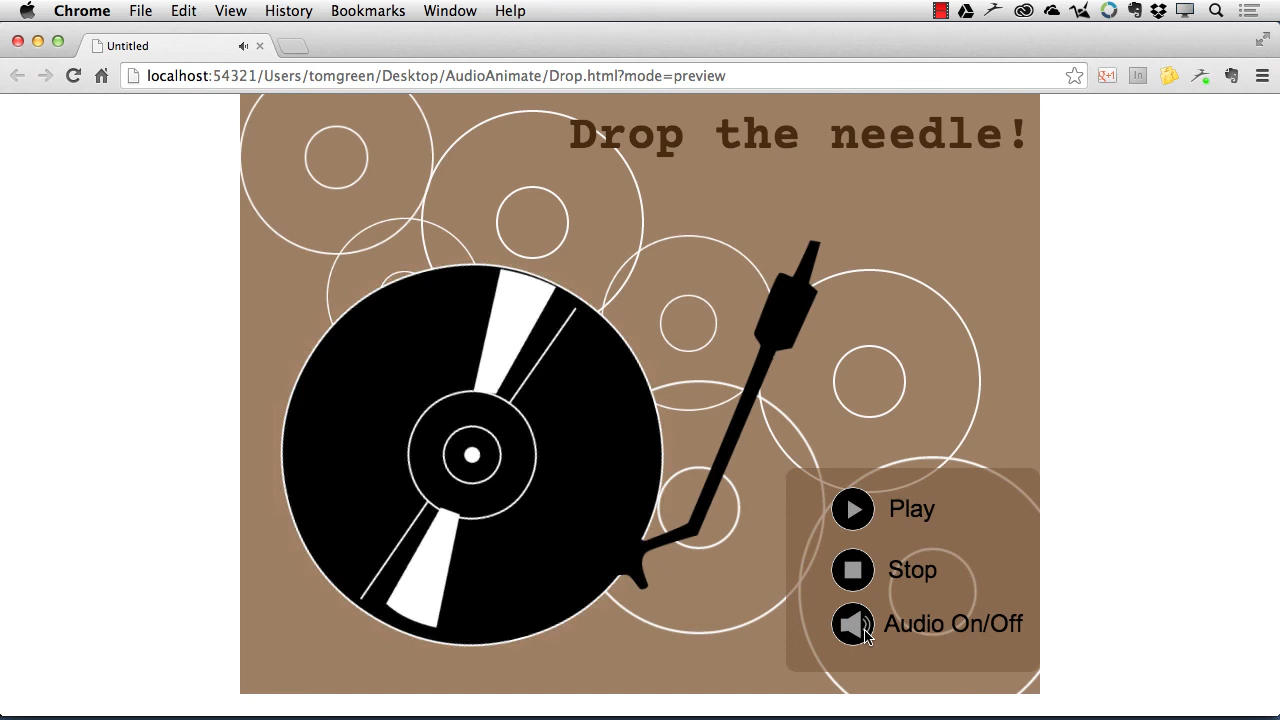 Chrome File Edit View History Bookmarks Window Help
Untitled
localhost:54321/Users/tomgreen/Desktop/AudioAnimate/Drop.html?mode=preview
Drop the needle!
Play
Stop
Audio On/Off